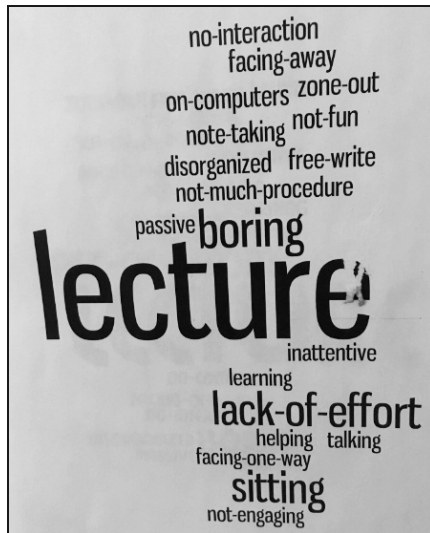 no-interaction
facing-away
on-computers zone-out
note-taking not-fun
disorganized free-write
not-much-procedure
passive boring
lecture
inattentive
learning
lack-of-effort
helping talking
facing-one-way
sitting
not-engaging